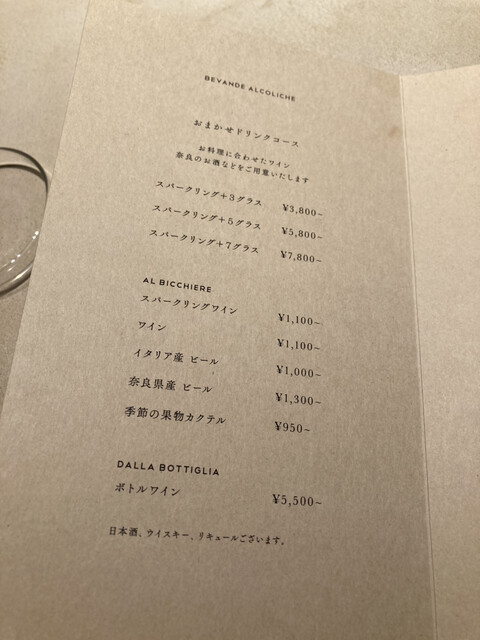 BEVANDE ALCOLICHE
おまかせドリンクコース
お料理に合わせたワイン
奈良のお酒などをご用意いたします
スパークリング+3グラス ¥3,800~
スパークリング+5グラス ¥5,800~
スパークリング+7グラス ¥7,800~
AL BICCHIERE
スパークリングワイン ¥1,100~
ワイン ¥1,100~
イタリア産 ビール ¥1,000~
奈良県産 ビール ¥1,300~
季節の果物カクテル ¥950~
DALLA BOTTIGLIA
ボトルワイン ¥5,500~
日本酒、ウイスキー、リキュールございます。